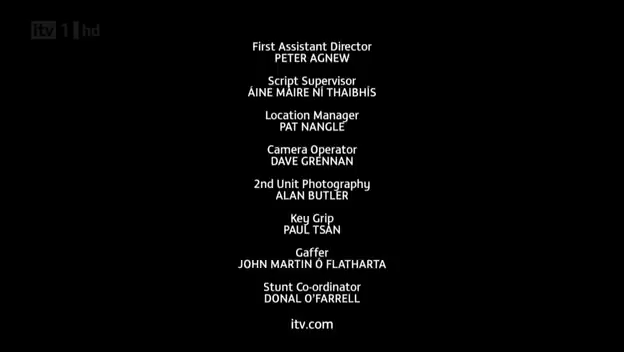 itv 1 hd
First Assistant Director
PETER AGNEW
Script Supervisor
ÁINE MÁIRE NÍ THAIBHÍS
Location Manager
PAT NANGLE
Camera Operator
DAVE GRENNAN
2nd Unit Photography
ALAN BUTLER
Key Grip
PAUL TSAN
Gaffer
JOHN MARTIN Ó FLATHARTA
Stunt Co-ordinator
DONAL O'FARRELL
itv.com